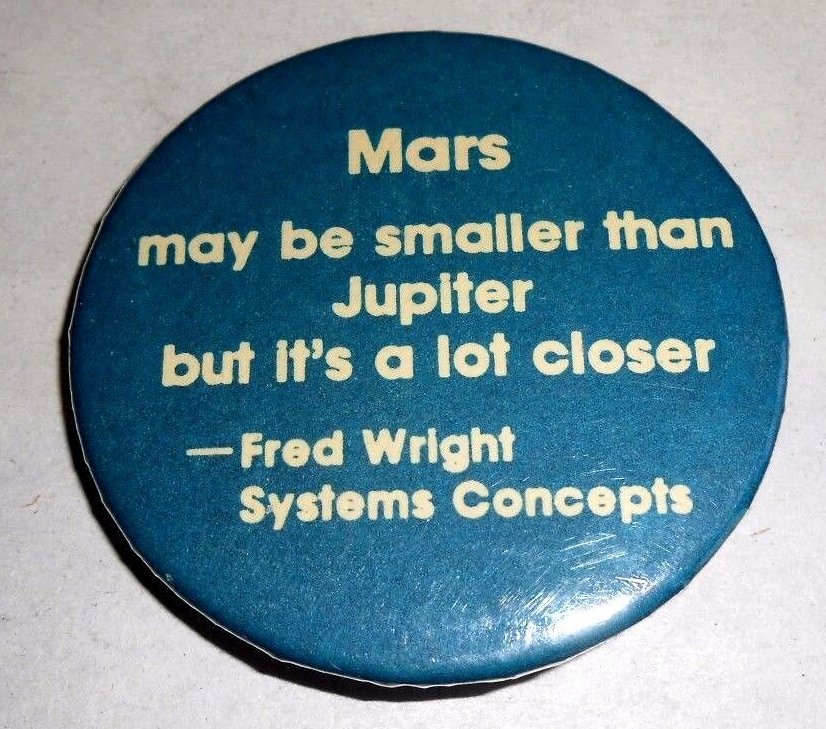 Mars
may be smaller than
Jupiter
but it's a lot closer
—Fred Wright
Systems Concepts